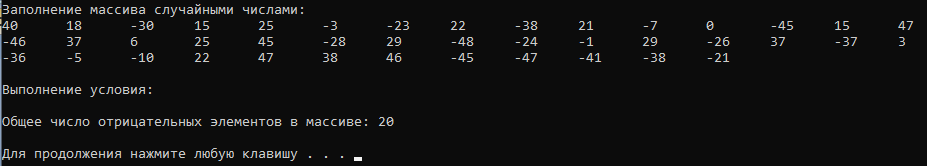 Заполнение массива случайными числами:
40 18 -30 15 25 -3 -23 22 -38 21 -7 0 -45 15 47
-46 37 6 25 45 -28 29 -48 -24 -1 29 -26 37 -37 3
-36 -5 -10 22 47 38 46 -45 -47 -41 -38 -21
Выполнение условия:
Общее число отрицательных элементов в массиве: 20
Для продолжения нажмите любую клавишу . . .